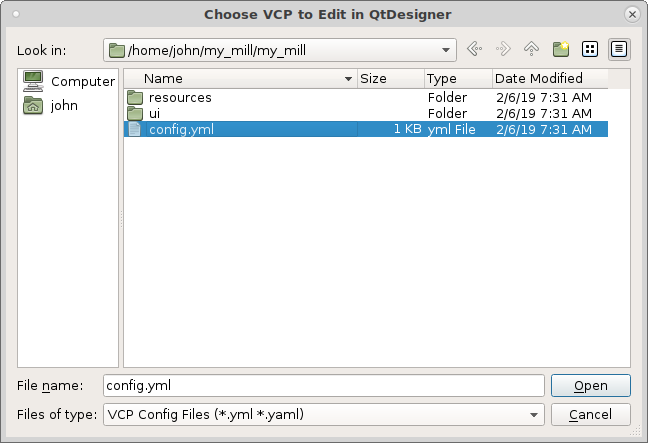 Choose VCP to Edit in QtDesigner
Look in: /home/john/my_mill/my_mill
Computer
john
Name Size Type Date Modified
resources Folder 2/6/19 7:31 AM
ui Folder 2/6/19 7:31 AM
config.yml 1 KB yml File 2/6/19 7:31 AM
File name: config.yml Open
Files of type: VCP Config Files (*.yml *.yaml) Cancel